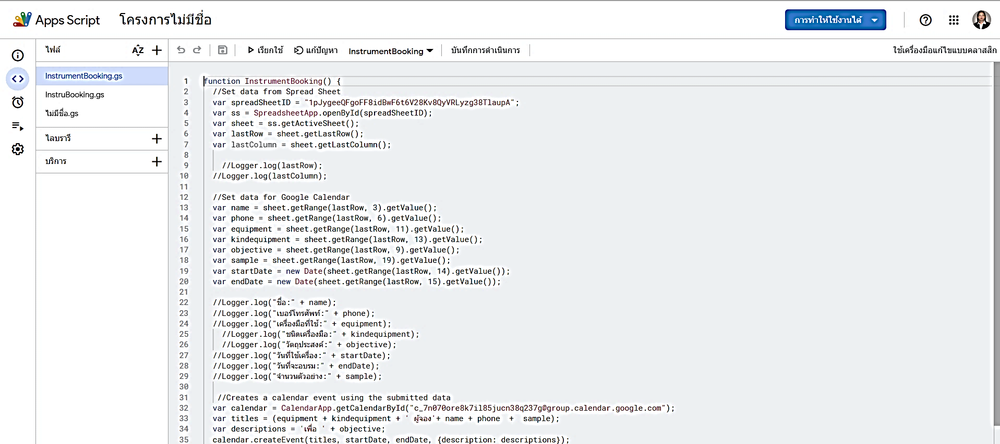 Apps Script โครงการไม่มีชื่อ การทำให้ใช้งานได้
ไฟล์ AZ เรียกใช้ แก้ปัญหา InstrumentBooking บันทึกการดำเนินการ ใช้เครื่องมือแก้ไขแบบคลาสสิก
InstrumentBooking.gs
InstruBooking.gs
ไม่มีชื่อ.gs
ไลบรารี
บริการ
1 function InstrumentBooking() {
2 //Set data from Spread Sheet
3 var spreadSheetID = "1pJygeeQFgoFF8idBwF6t6V28Kv8QyVRLyzg38TlaupA";
4 var ss = SpreadsheetApp.openById(spreadSheetID);
5 var sheet = ss.getActiveSheet();
6 var lastRow = sheet.getLastRow();
7 var lastColumn = sheet.getLastColumn();
8
9 //Logger.log(lastRow);
10 //Logger.log(lastColumn);
11
12 //Set data for Google Calendar
13 var name = sheet.getRange(lastRow, 3).getValue();
14 var phone = sheet.getRange(lastRow, 6).getValue();
15 var equipment = sheet.getRange(lastRow, 11).getValue();
16 var kindequipment = sheet.getRange(lastRow, 13).getValue();
17 var objective = sheet.getRange(lastRow, 9).getValue();
18 var sample = sheet.getRange(lastRow, 19).getValue();
19 var startDate = new Date(sheet.getRange(lastRow, 14).getValue());
20 var endDate = new Date(sheet.getRange(lastRow, 15).getValue());
21
22 //Logger.log("ชื่อ:" + name);
23 //Logger.log("เบอร์โทรศัพท์:" + phone);
24 //Logger.log("เครื่องมือที่ใช้:" + equipment);
25 //Logger.log("ชนิดเครื่องมือ:" + kindequipment);
26 //Logger.log("วัตถุประสงค์:" + objective);
27 //Logger.log("วันที่ใช้เครื่อง:" + startDate);
28 //Logger.log("วันที่จะอบรม:" + endDate);
29 //Logger.log("จำนวนตัวอย่าง:" + sample);
30
31 //Creates a calendar event using the submitted data
32 var calendar = CalendarApp.getCalendarById("c_7n070ore8k7il85jucn38q237g@group.calendar.google.com");
33 var titles = (equipment + kindequipment + ' ผู้จอง'+ name + phone + sample);
34 var descriptions = 'เพื่อ ' + objective;
35 calendar.createEvent(titles, startDate, endDate, {description: descriptions});